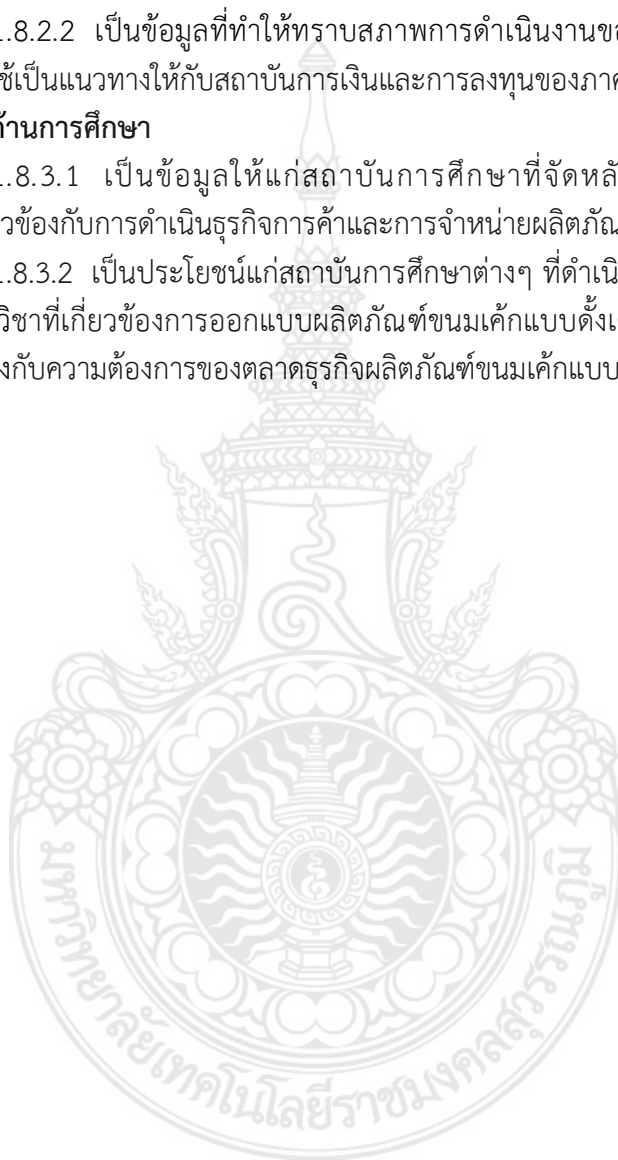 .8.2.2 เป็นข้อมูลที่ทำให้ทราบสภาพการดำเนินงานขอ
ช้เป็นแนวทางให้กับสถาบันการเงินและการลงทุนของภาค
ด้านการศึกษา
.8.3.1 เป็นข้อมูลให้แก่สถาบันการศึกษาที่จัดหลั
วข้องกับการดำเนินธุรกิจการค้าและการจำหน่ายผลิตภัณ
.8.3.2 เป็นประโยชน์แก่สถาบันการศึกษาต่างๆ ที่ดำเนิ
วิชาที่เกี่ยวข้องการออกแบบผลิตภัณฑ์ขนมเค้กแบบดั้งเ
งกับความต้องการของตลาดธุรกิจผลิตภัณฑ์ขนมเค้กแบบ
มหาวิทยาลัยเทคโนโลยีราชมงคลสุวรรณภูมิ